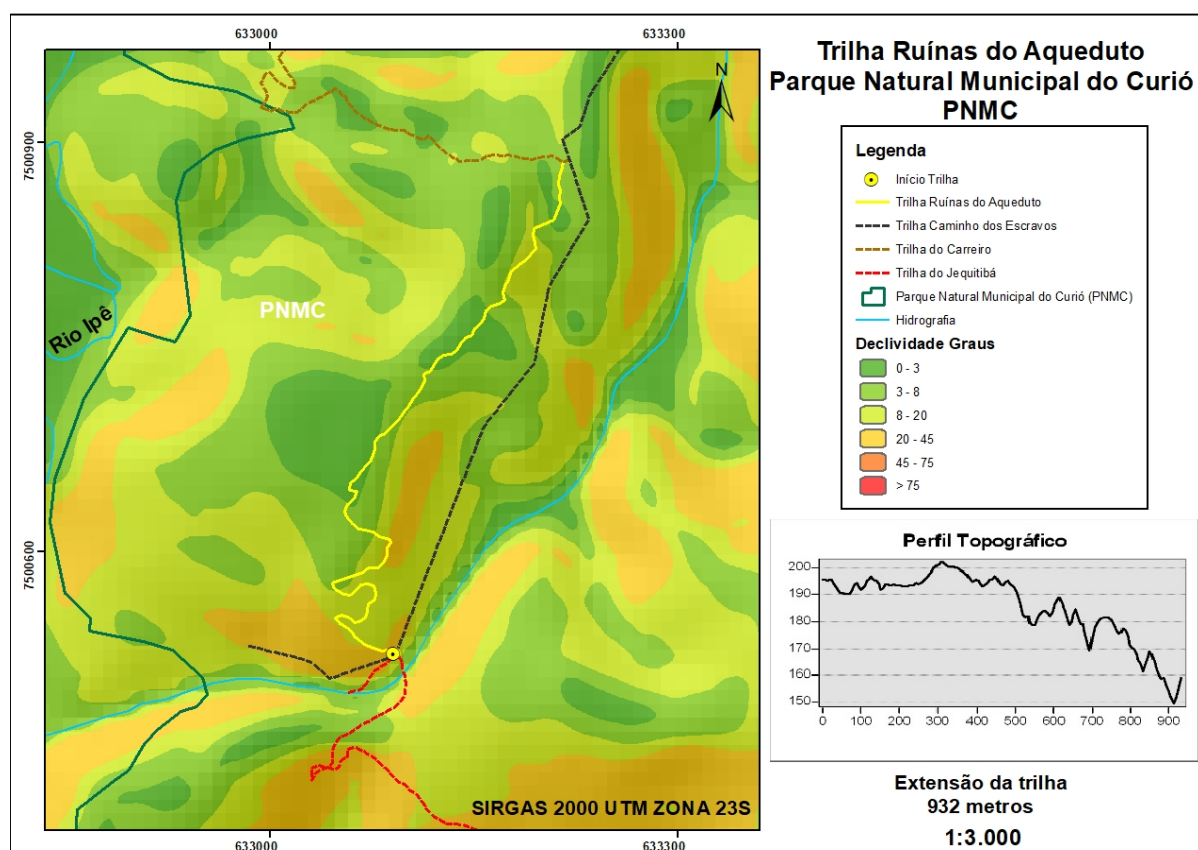 633000
633300
7500900
7500600
N
PNMC
Rio Ipê
SIRGAS 2000 UTM ZONA 23S
633000
633300
Trilha Ruínas do Aqueduto
Parque Natural Municipal do Curió
PNMC
Legenda
Início Trilha
Trilha Ruínas do Aqueduto
Trilha Caminho dos Escravos
Trilha do Carreiro
Trilha do Jequitibá
Parque Natural Municipal do Curió (PNMC)
Hidrografia
Declividade Graus
0 - 3
3 - 8
8 - 20
20 - 45
45 - 75
> 75
Perfil Topográfico
200
190
180
170
160
150
0 100 200 300 400 500 600 700 800 900
Extensão da trilha
932 metros
1:3.000